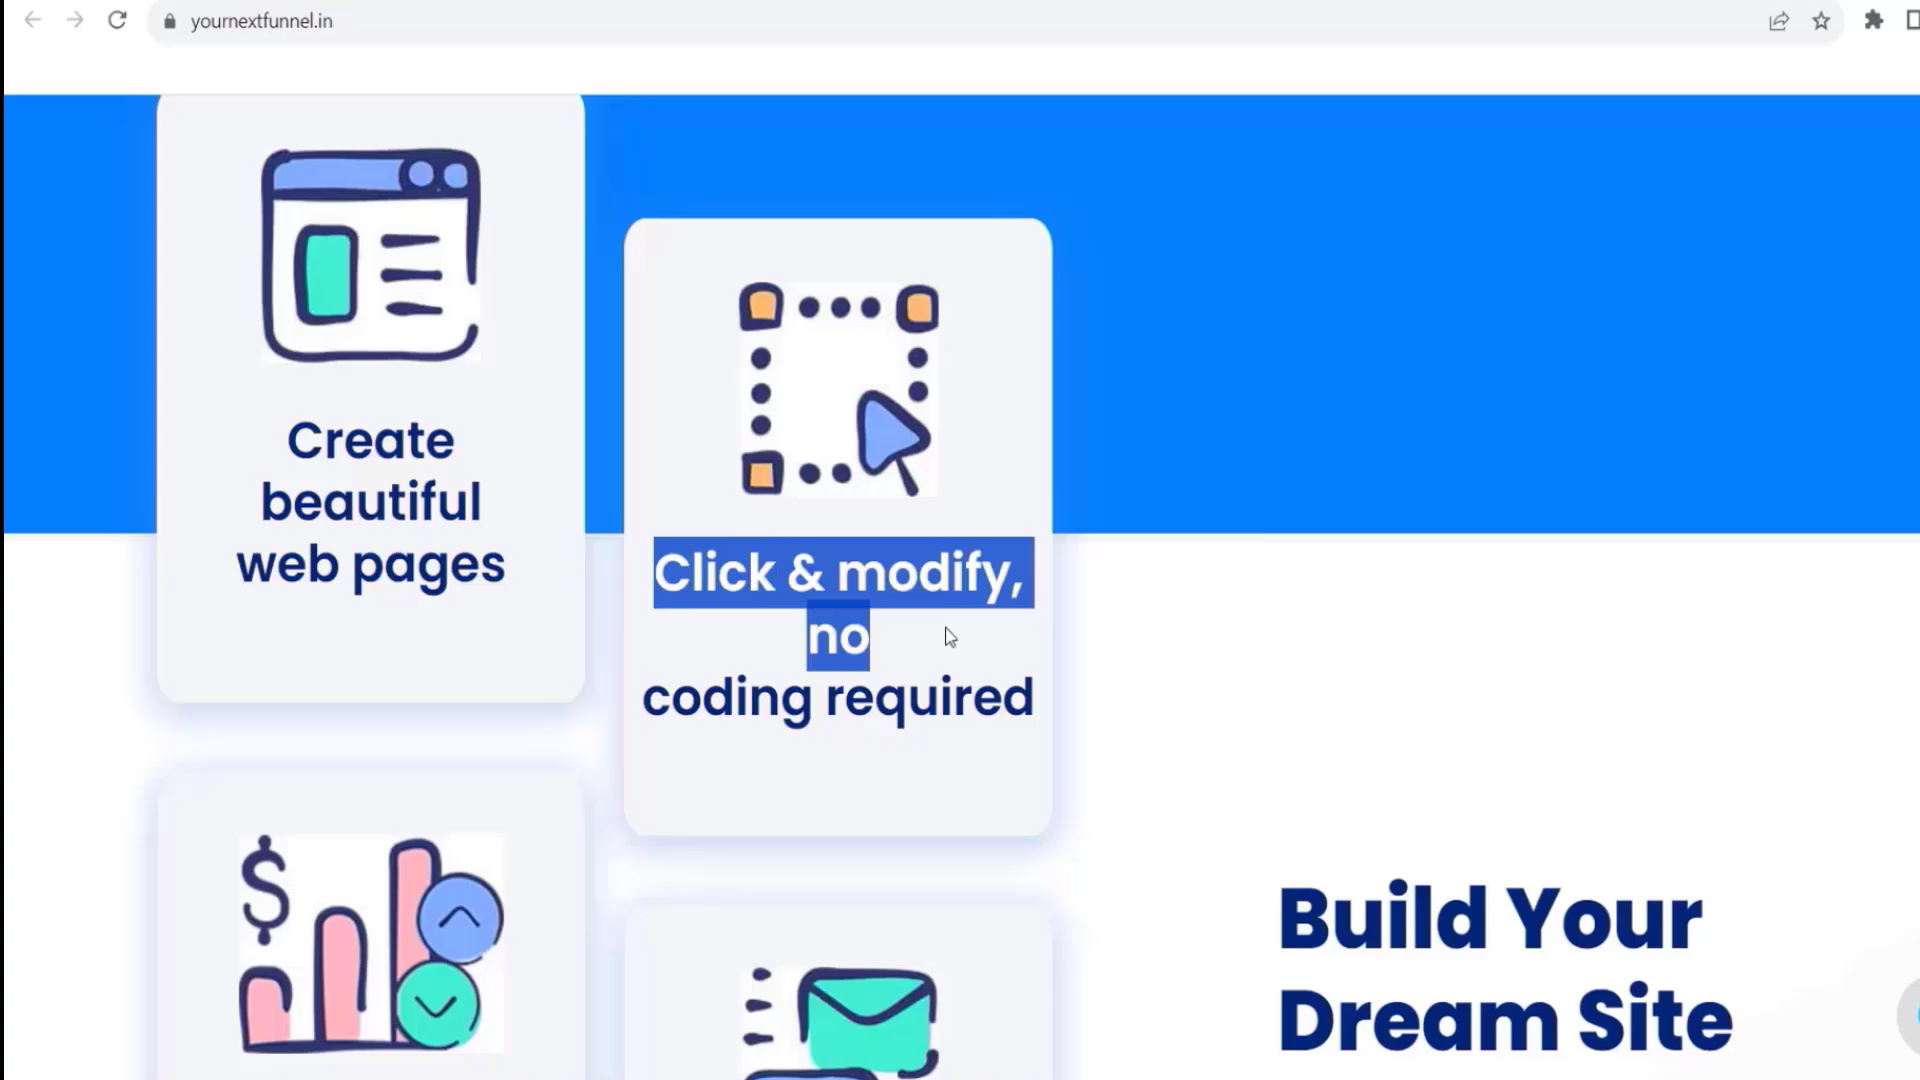 yournextfunnel.in
Create
beautiful
web pages
Click & modify,
no
coding required
$
Build Your
Dream Site